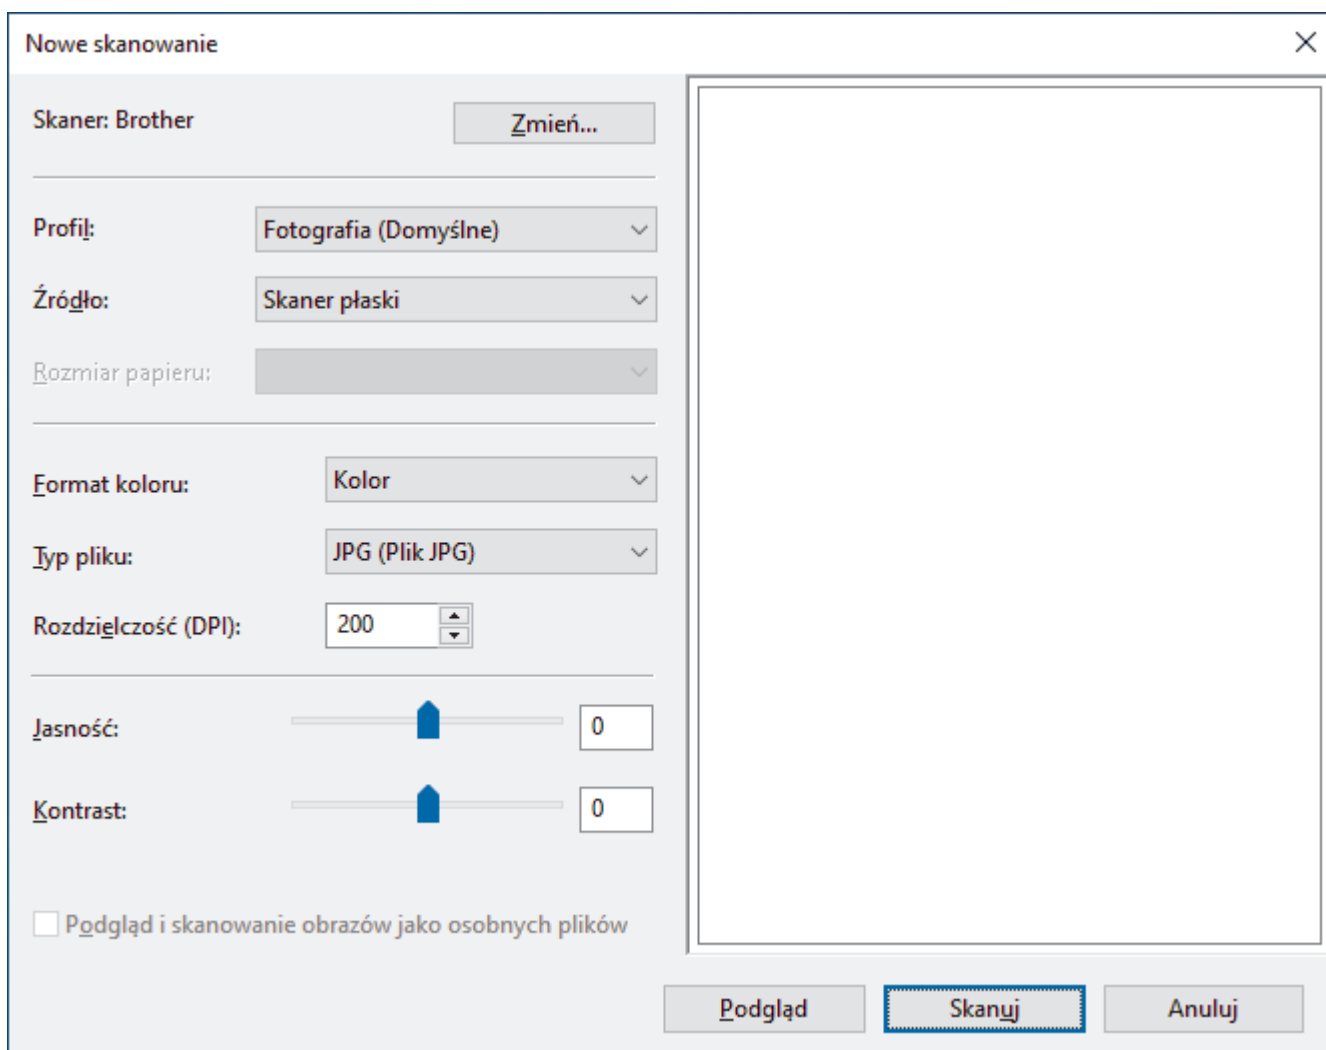 Nowe skanowanie
Skaner: Brother
Zmień...
Profil: Fotografia (Domyślne)
Źródło: Skaner płaski
Rozmiar papieru:
Format koloru: Kolor
Typ pliku: JPG (Plik JPG)
Rozdzielczość (DPI): 200
Jasność: 0
Kontrast: 0
Podgląd i skanowanie obrazów jako osobnych plików
Podgląd Skanuj Anuluj